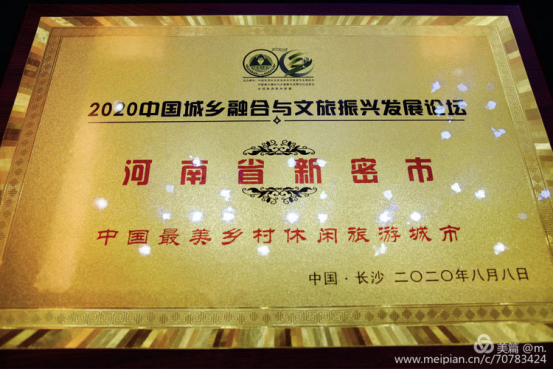 2020中国城乡融合与文旅振兴发展论坛
河南省新密市
中国最美乡村休闲旅游城市
中国·长沙 二〇二〇年八月八日
美篇 @m.
www.meipian.cn/c/70783424